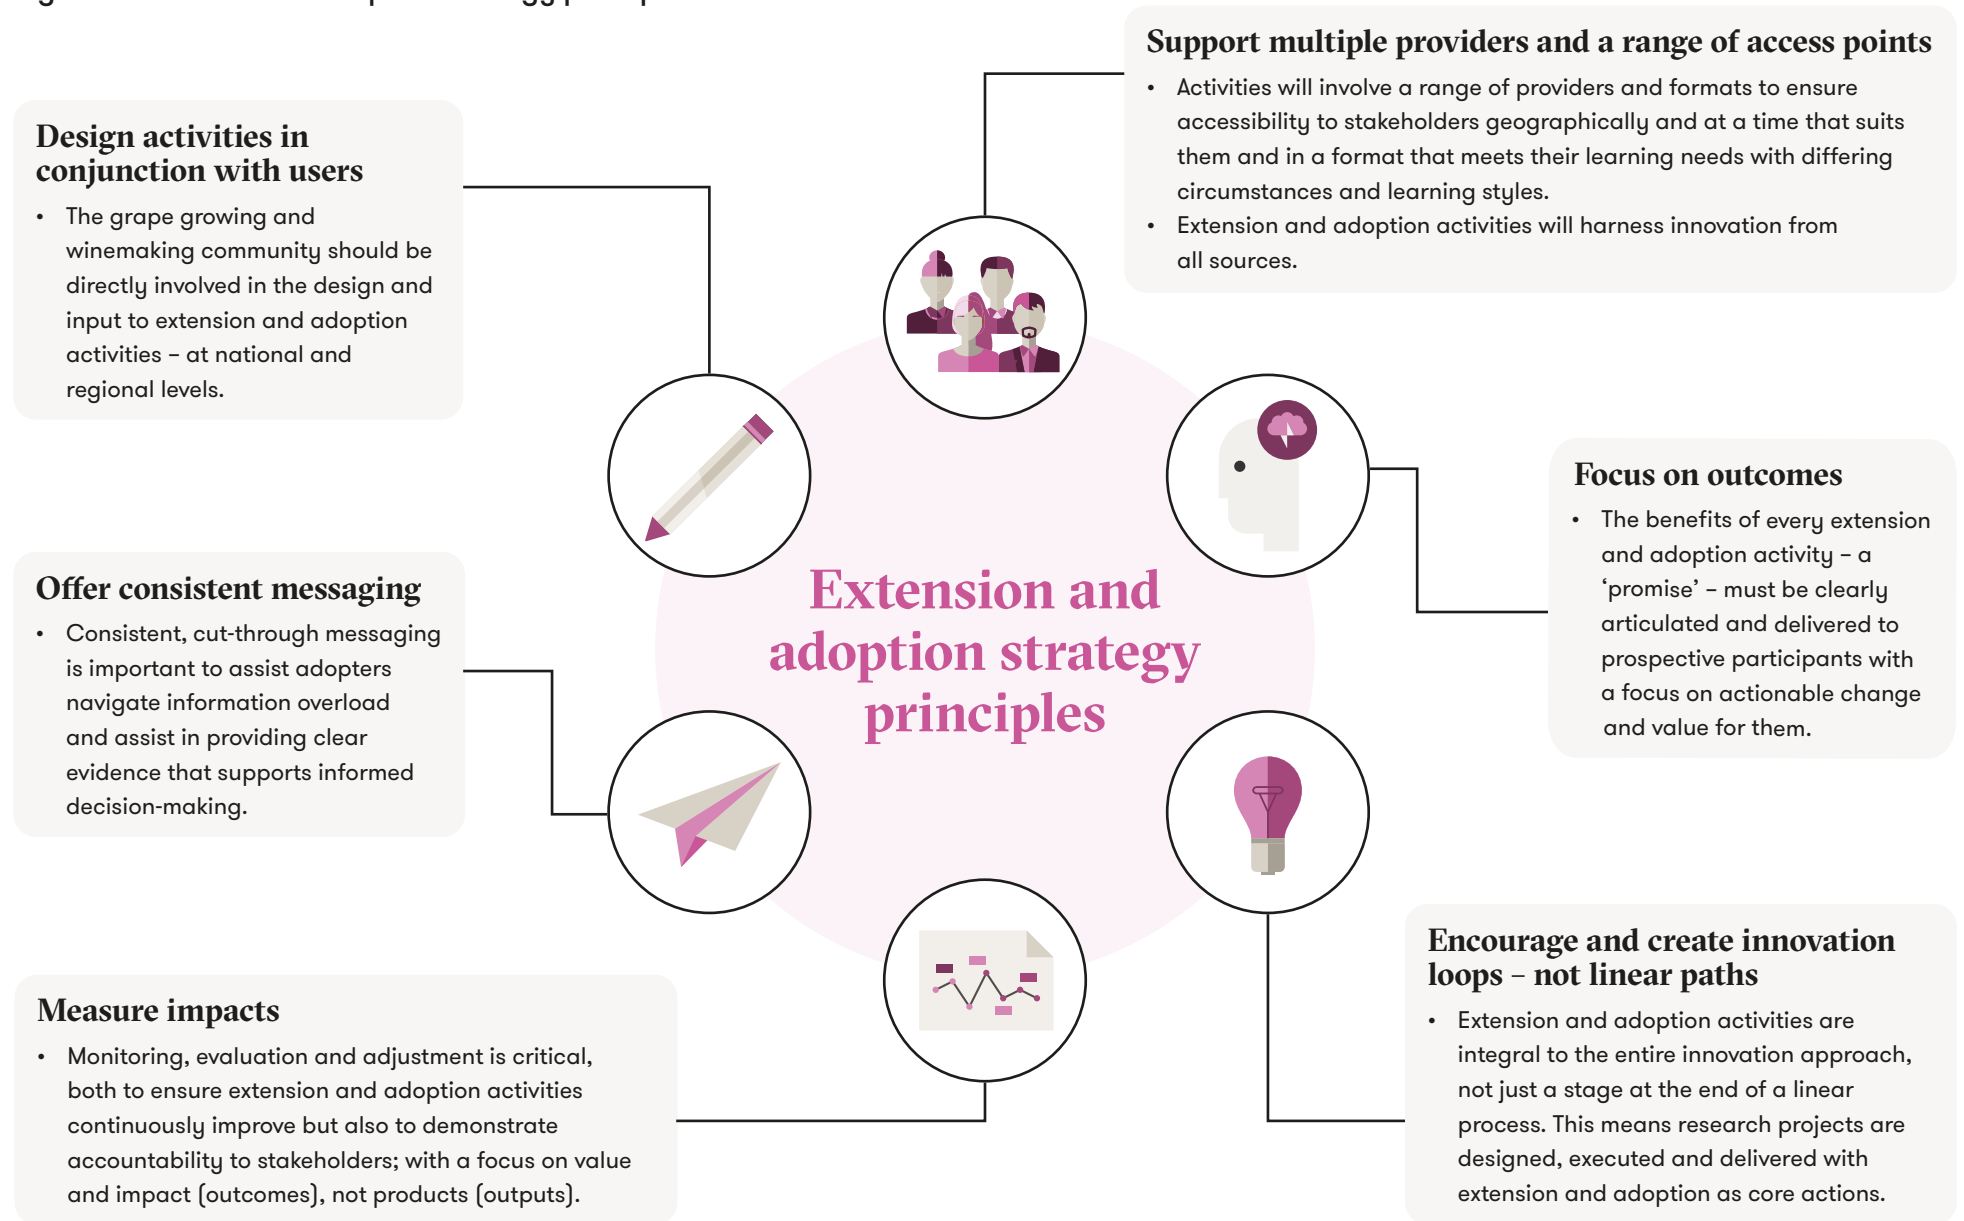 Support multiple providers and a range of access points
• Activities will involve a range of providers and formats to ensure
accessibility to stakeholders geographically and at a time that suits
them and in a format that meets their learning needs with differing
circumstances and learning styles.
• Extension and adoption activities will harness innovation from
all sources.
Design activities in
conjunction with users
• The grape growing and
winemaking community should be
directly involved in the design and
input to extension and adoption
activities – at national and
regional levels.
Focus on outcomes
• The benefits of every extension
and adoption activity – a
‘promise’ – must be clearly
articulated and delivered to
prospective participants with
a focus on actionable change
and value for them.
Offer consistent messaging
• Consistent, cut-through messaging
is important to assist adopters
navigate information overload
and assist in providing clear
evidence that supports informed
decision-making.
Extension and
adoption strategy
principles
Encourage and create innovation
loops – not linear paths
• Extension and adoption activities are
integral to the entire innovation approach,
not just a stage at the end of a linear
process. This means research projects are
designed, executed and delivered with
extension and adoption as core actions.
Measure impacts
• Monitoring, evaluation and adjustment is critical,
both to ensure extension and adoption activities
continuously improve but also to demonstrate
accountability to stakeholders; with a focus on value
and impact (outcomes), not products (outputs).